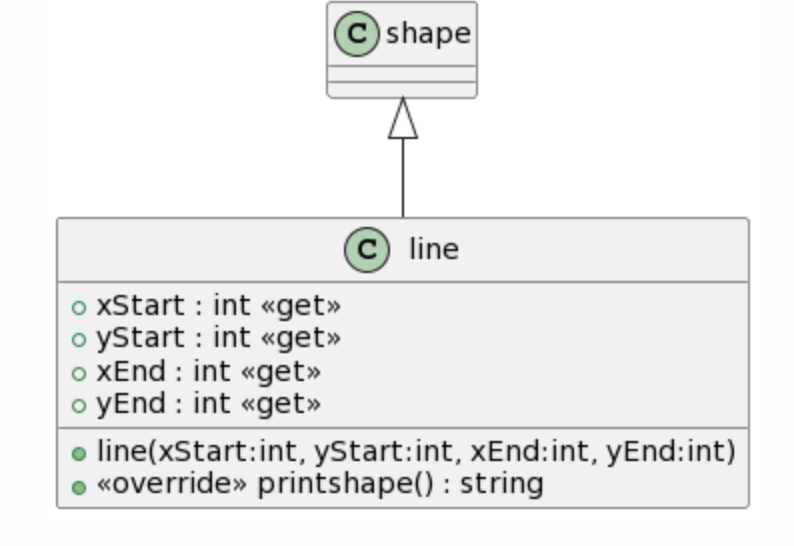 C shape
C line
xStart : int «get»
yStart : int «get»
xEnd : int «get»
yEnd : int «get»
line(xStart:int, yStart:int, xEnd:int, yEnd:int)
«override» printshape() : string